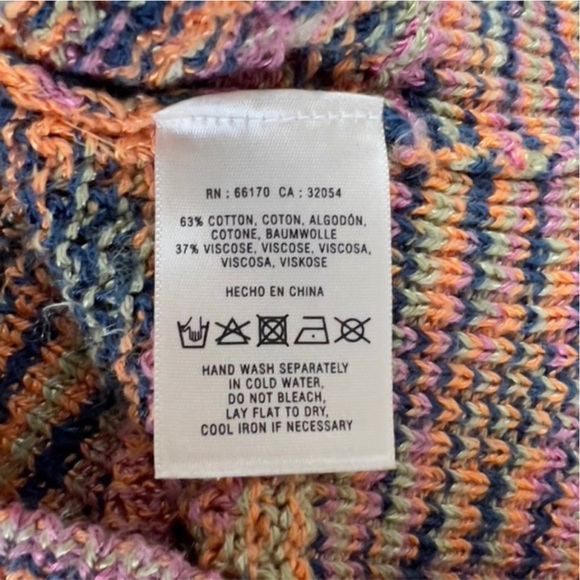 RN : 66170 CA : 32054
63% COTTON, COTON, ALGODÓN,
COTONE, BAUMWOLLE
37% VISCOSE, VISCOSE, VISCOSA,
VISCOSA, VISKOSE
HECHO EN CHINA
HAND WASH SEPARATELY
IN COLD WATER,
DO NOT BLEACH,
LAY FLAT TO DRY,
COOL IRON IF NECESSARY